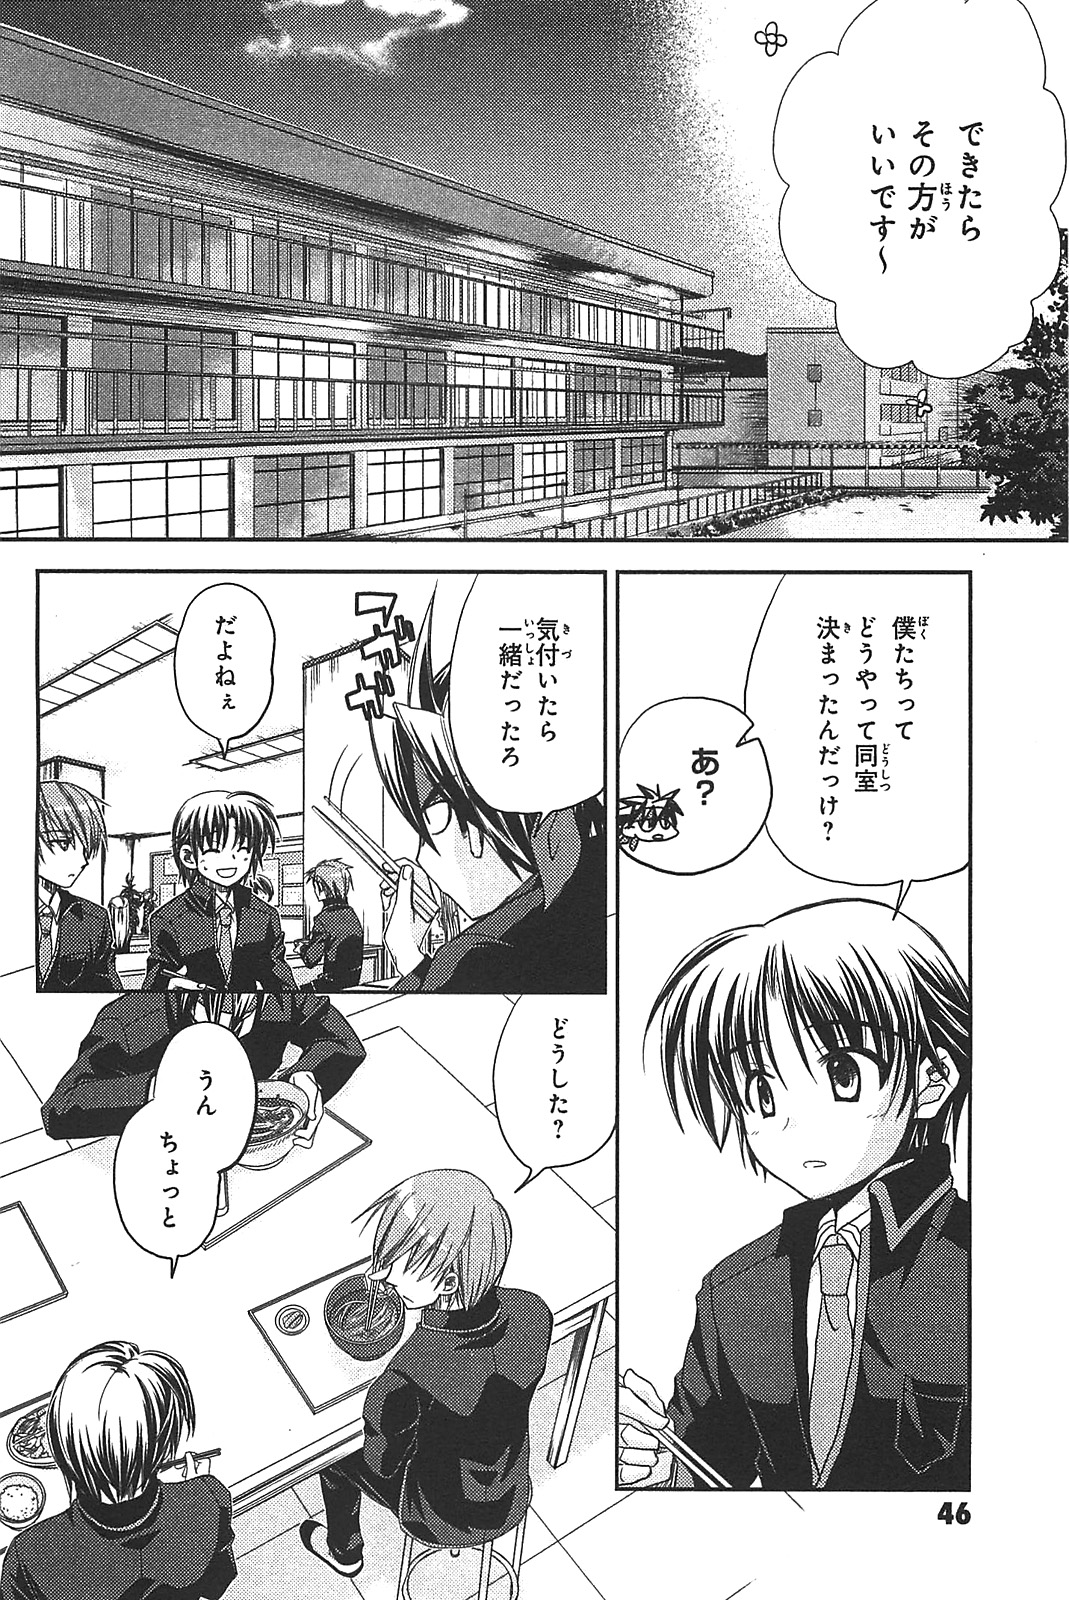 できたら
その方が
いいです～
僕たちって
どうやって同室
決まったんだっけ?
あ?
気付いたら
一緒だったろ
だよねぇ
どうした?
うん
ちょっと
46